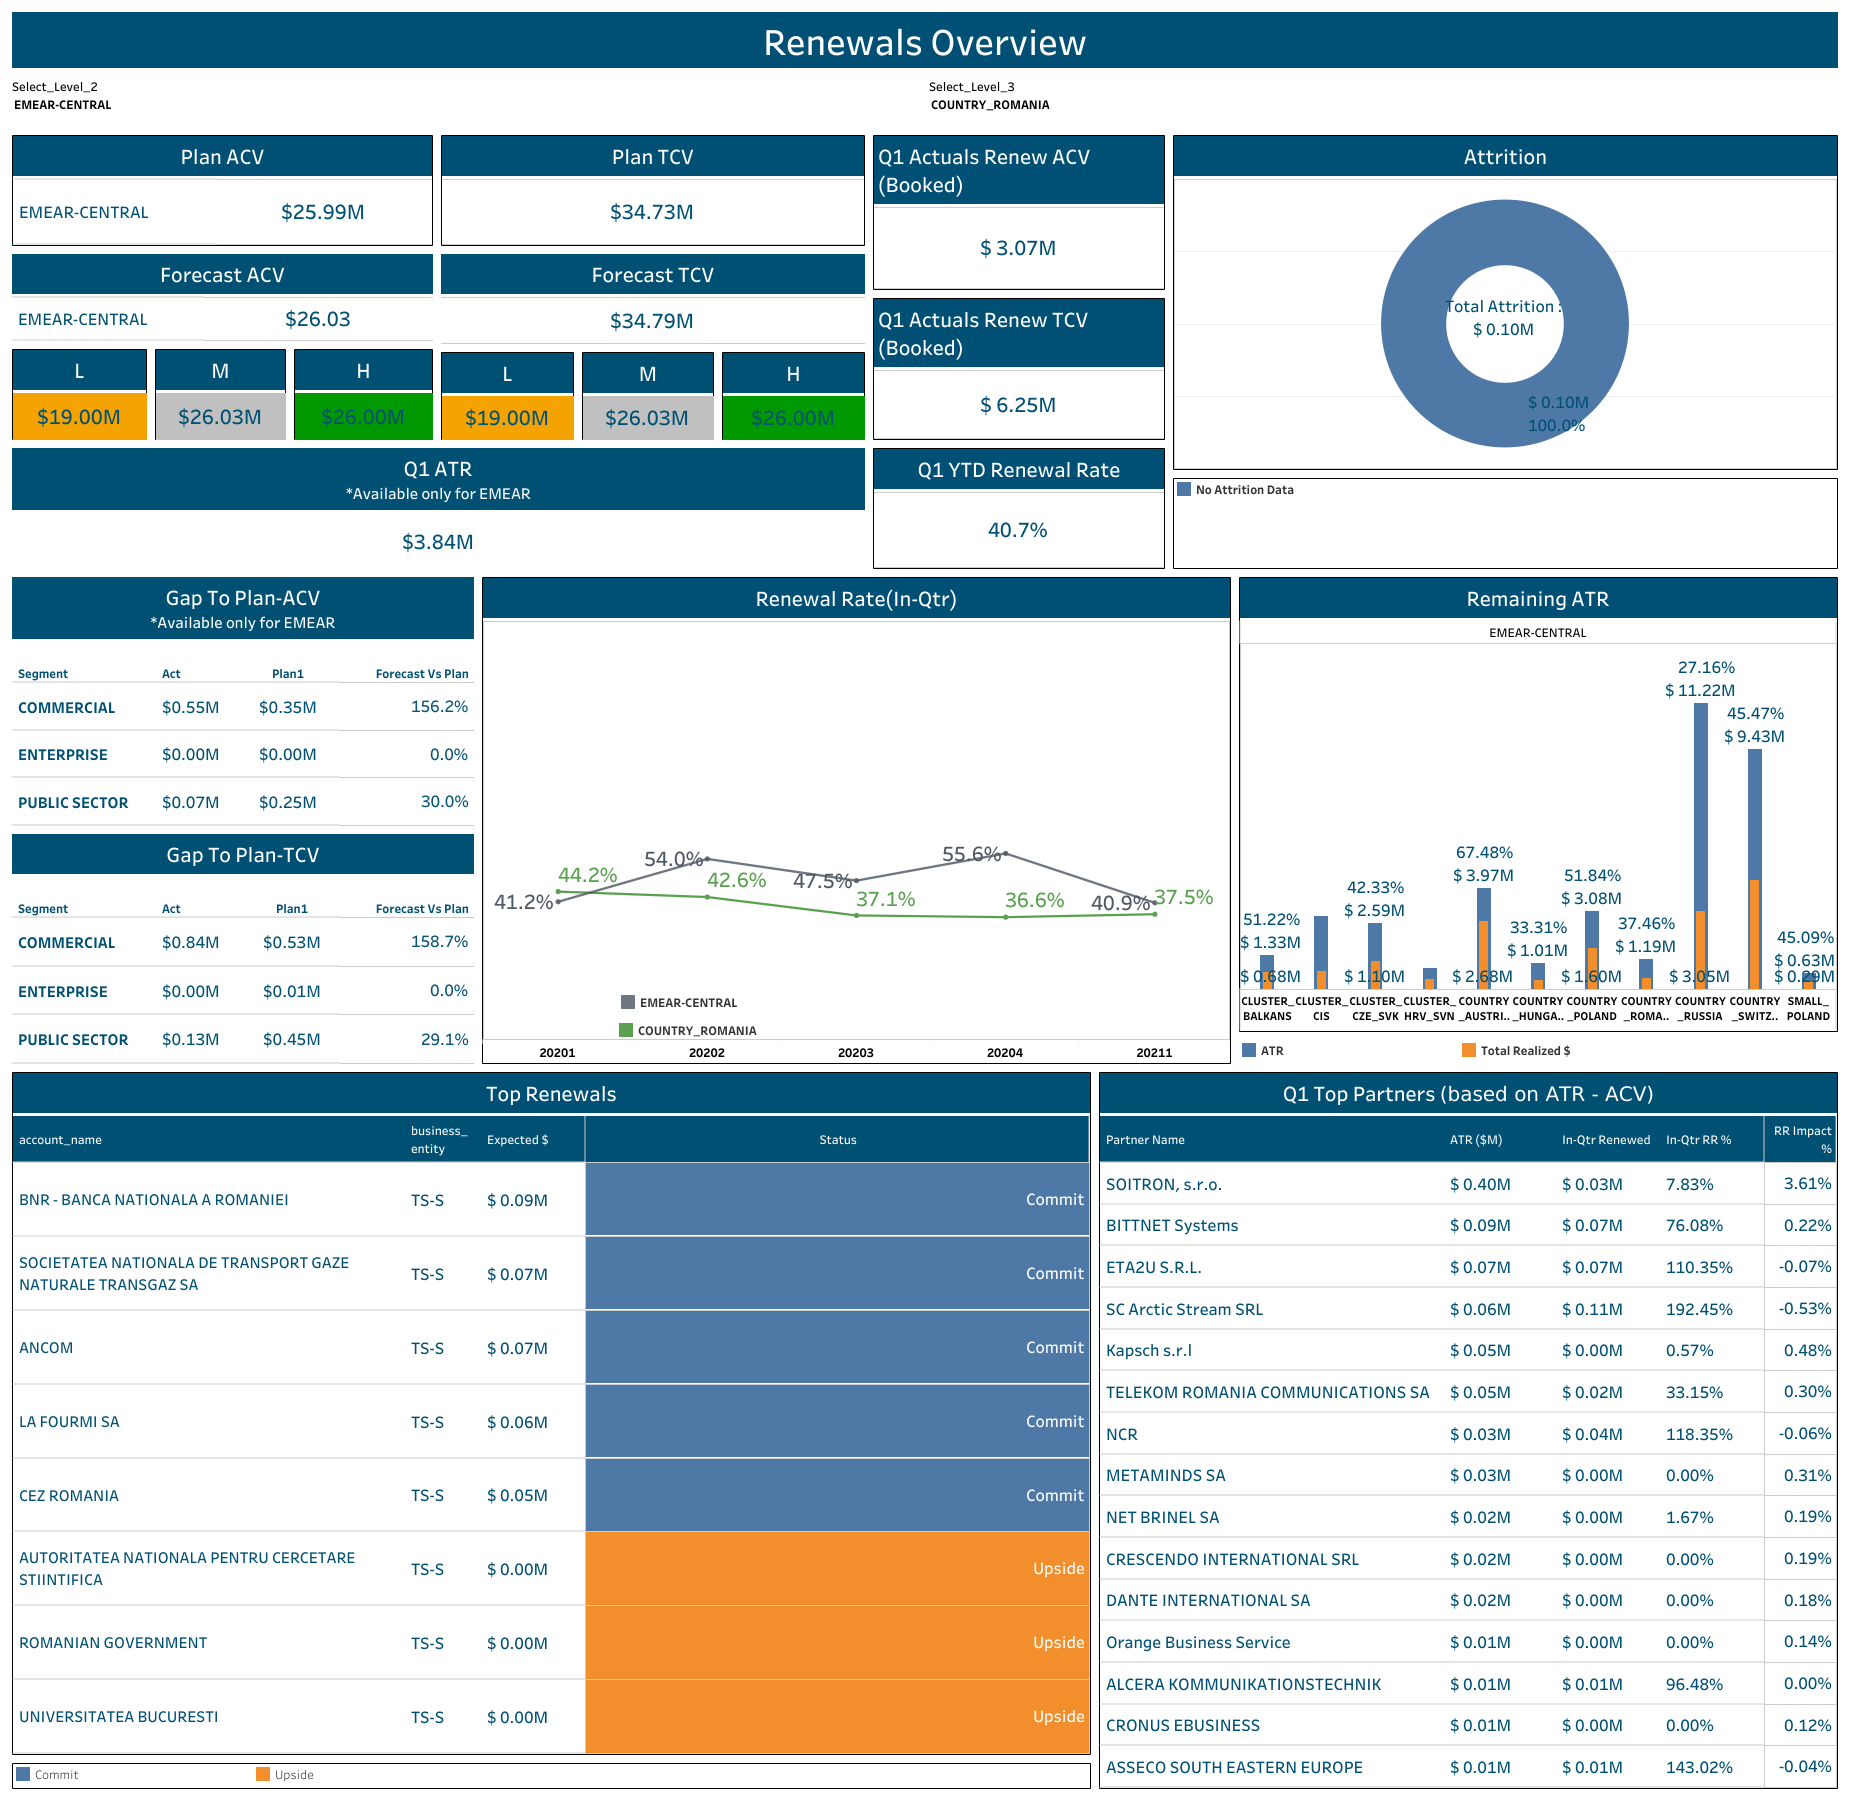 Renewals Overview
Select_Level_2
EMEAR-CENTRAL
Select_Level_3
COUNTRY_ROMANIA
Plan ACV
EMEAR-CENTRAL $25.99M
Plan TCV
$34.73M
Q1 Actuals Renew ACV
(Booked)
$ 3.07M
Attrition
Total Attrition :
$ 0.10M
$ 0.10M
100.0%
No Attrition Data
Forecast ACV
EMEAR-CENTRAL $26.03
Forecast TCV
$34.79M
Q1 Actuals Renew TCV
(Booked)
$ 6.25M
L M H
$19.00M $26.03M $26.00M
L M H
$19.00M $26.03M $26.00M
Q1 ATR
*Available only for EMEAR
$3.84M
Q1 YTD Renewal Rate
40.7%
Gap To Plan-ACV
*Available only for EMEAR
Segment Act Plan1 Forecast Vs Plan
COMMERCIAL $0.55M $0.35M 156.2%
ENTERPRISE $0.00M $0.00M 0.0%
PUBLIC SECTOR $0.07M $0.25M 30.0%
Gap To Plan-TCV
Segment Act Plan1 Forecast Vs Plan
COMMERCIAL $0.84M $0.53M 158.7%
ENTERPRISE $0.00M $0.01M 0.0%
PUBLIC SECTOR $0.13M $0.45M 29.1%
Renewal Rate(In-Qtr)
41.2% 54.0% 47.5% 55.6% 40.9%
44.2% 42.6% 37.1% 36.6% 37.5%
EMEAR-CENTRAL
COUNTRY_ROMANIA
20201 20202 20203 20204 20211
Remaining ATR
EMEAR-CENTRAL
51.22%
$ 1.33M
$ 0.68M
42.33%
$ 2.59M
$ 1.10M
67.48%
$ 3.97M
$ 2.68M
33.31%
$ 1.01M
51.84%
$ 3.08M
$ 1.60M
37.46%
$ 1.19M
27.16%
$ 11.22M
$ 3.05M
45.47%
$ 9.43M
45.09%
$ 0.63M
$ 0.29M
CLUSTER_ CLUSTER_ CLUSTER_ CLUSTER_ COUNTRY COUNTRY COUNTRY COUNTRY COUNTRY COUNTRY SMALL_
BALKANS CIS CZE_SVK HRV_SVN _AUSTRI.. _HUNGA.. _POLAND _ROMA.. _RUSSIA _SWITZ.. POLAND
ATR Total Realized $
Top Renewals
account_name business_ Expected $ Status
entity
BNR - BANCA NATIONALA A ROMANIEI TS-S $ 0.09M Commit
SOCIETATEA NATIONALA DE TRANSPORT GAZE
NATURALE TRANSGAZ SA TS-S $ 0.07M Commit
ANCOM TS-S $ 0.07M Commit
LA FOURMI SA TS-S $ 0.06M Commit
CEZ ROMANIA TS-S $ 0.05M Commit
AUTORITATEA NATIONALA PENTRU CERCETARE
STIINTIFICA TS-S $ 0.00M Upside
ROMANIAN GOVERNMENT TS-S $ 0.00M Upside
UNIVERSITATEA BUCURESTI TS-S $ 0.00M Upside
Commit Upside
Q1 Top Partners (based on ATR - ACV)
Partner Name ATR ($M) In-Qtr Renewed In-Qtr RR % RR Impact
%
SOITRON, s.r.o. $ 0.40M $ 0.03M 7.83% 3.61%
BITTNET Systems $ 0.09M $ 0.07M 76.08% 0.22%
ETA2U S.R.L. $ 0.07M $ 0.07M 110.35% -0.07%
SC Arctic Stream SRL $ 0.06M $ 0.11M 192.45% -0.53%
Kapsch s.r.l $ 0.05M $ 0.00M 0.57% 0.48%
TELEKOM ROMANIA COMMUNICATIONS SA $ 0.05M $ 0.02M 33.15% 0.30%
NCR $ 0.03M $ 0.04M 118.35% -0.06%
METAMINDS SA $ 0.03M $ 0.00M 0.00% 0.31%
NET BRINEL SA $ 0.02M $ 0.00M 1.67% 0.19%
CRESCENDO INTERNATIONAL SRL $ 0.02M $ 0.00M 0.00% 0.19%
DANTE INTERNATIONAL SA $ 0.02M $ 0.00M 0.00% 0.18%
Orange Business Service $ 0.01M $ 0.00M 0.00% 0.14%
ALCERA KOMMUNIKATIONSTECHNIK $ 0.01M $ 0.01M 96.48% 0.00%
CRONUS EBUSINESS $ 0.01M $ 0.00M 0.00% 0.12%
ASSECO SOUTH EASTERN EUROPE $ 0.01M $ 0.01M 143.02% -0.04%